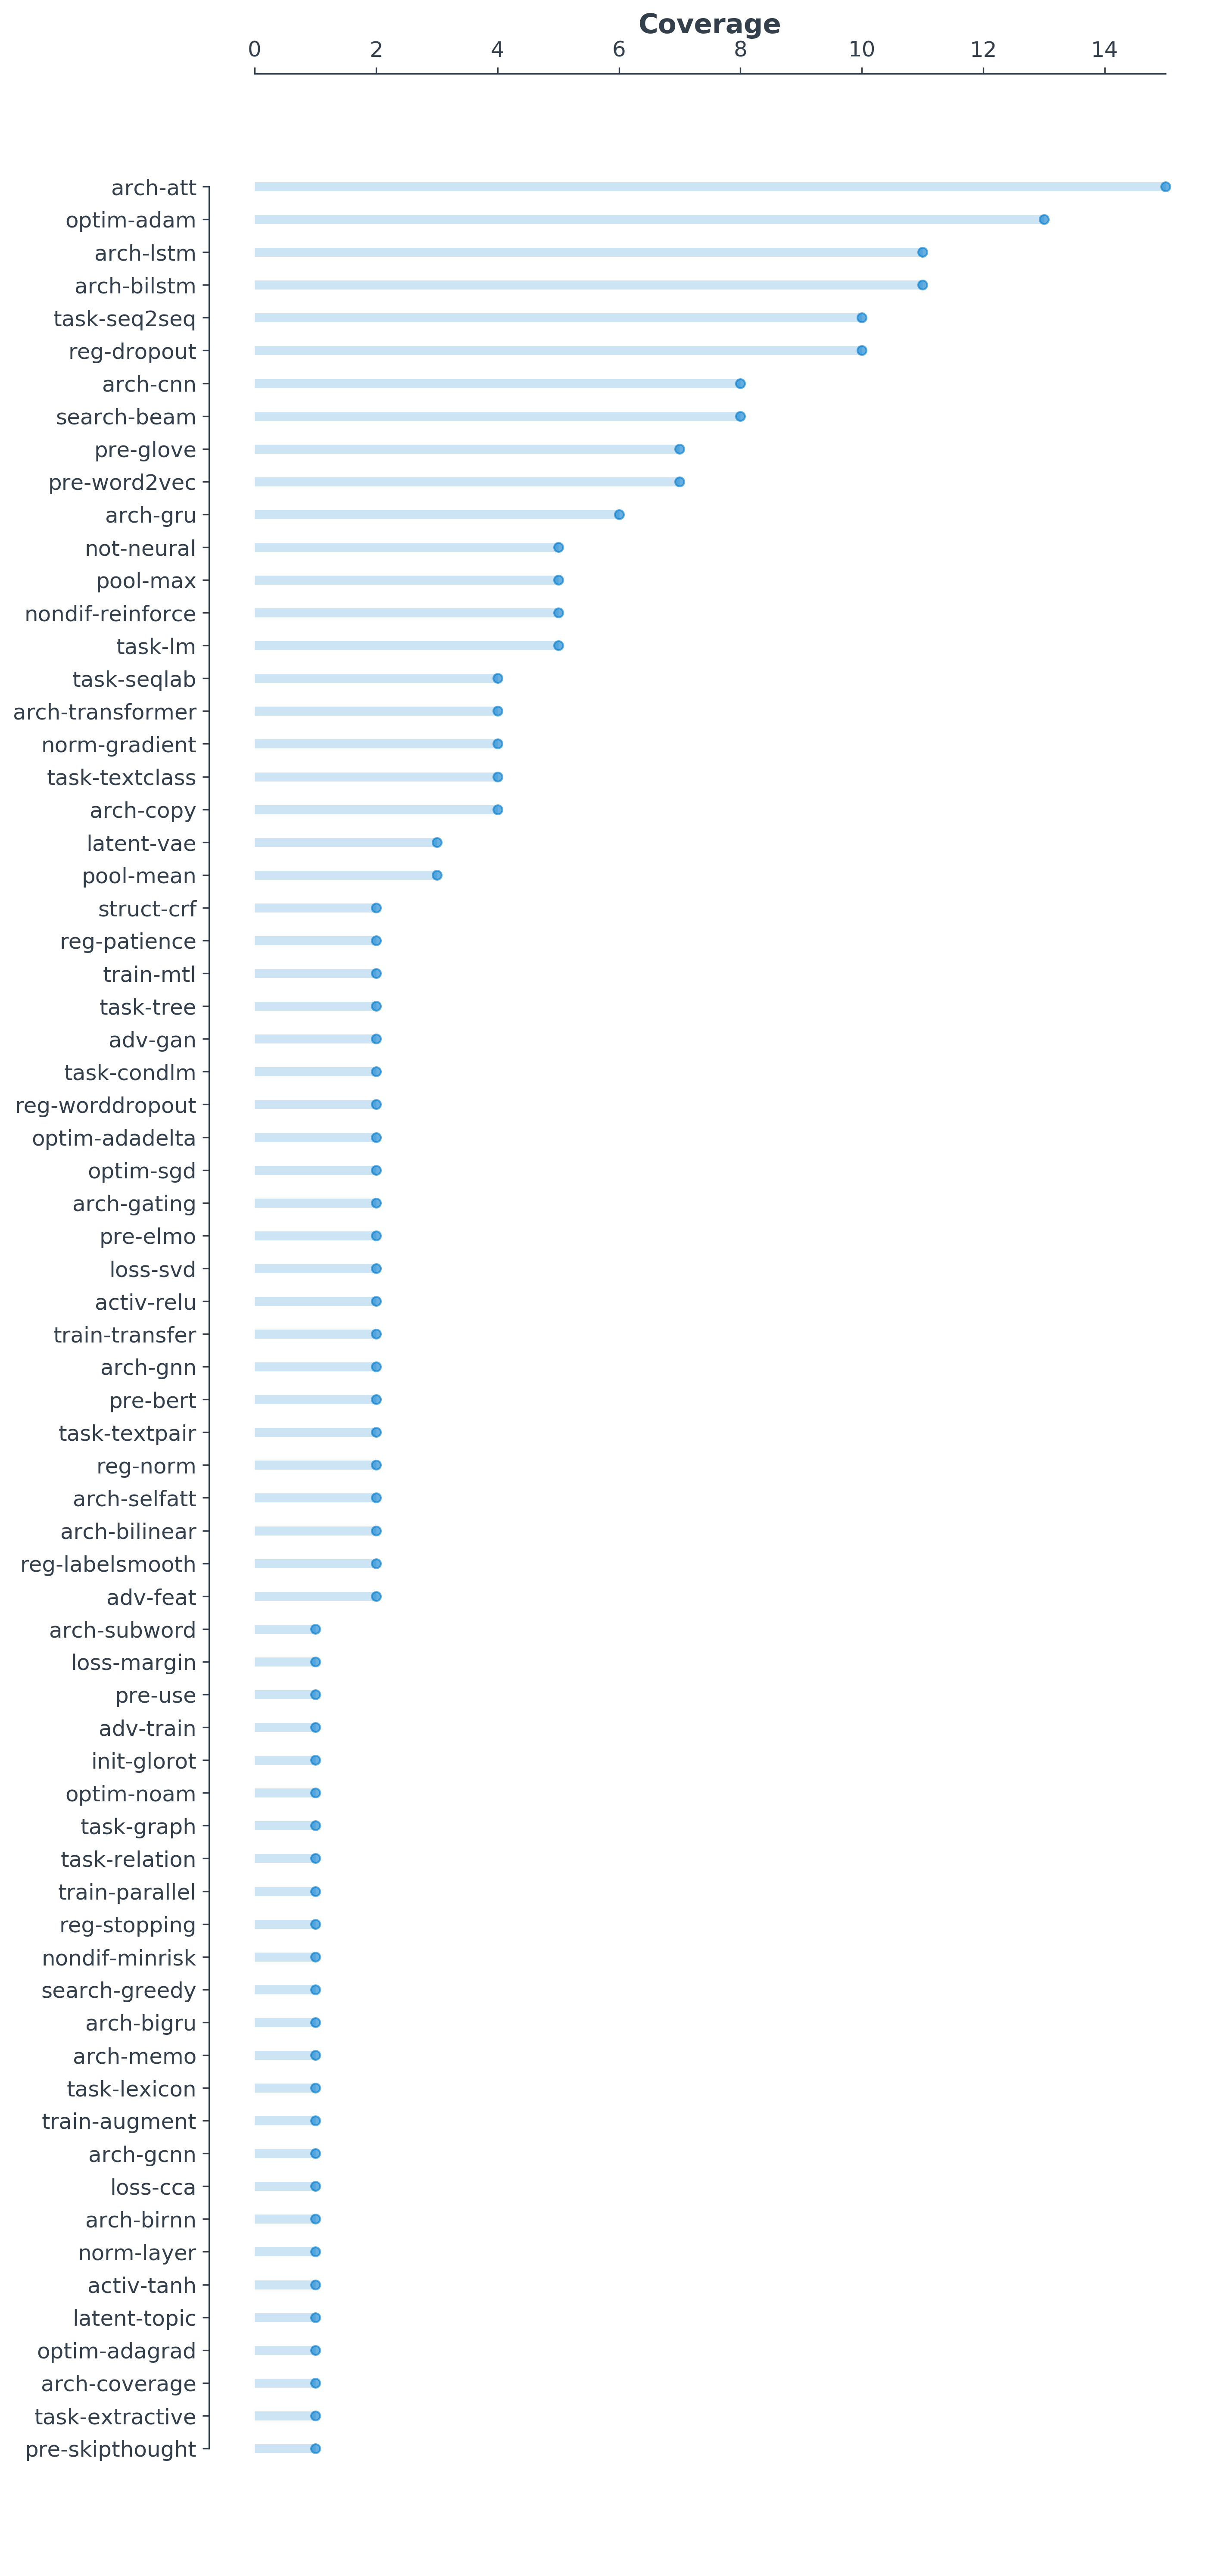 Coverage
0 2 4 6 8 10 12 14
arch-att
optim-adam
arch-lstm
arch-bilstm
task-seq2seq
reg-dropout
arch-cnn
search-beam
pre-glove
pre-word2vec
arch-gru
not-neural
pool-max
nondif-reinforce
task-lm
task-seqlab
arch-transformer
norm-gradient
task-textclass
arch-copy
latent-vae
pool-mean
struct-crf
reg-patience
train-mtl
task-tree
adv-gan
task-condlm
reg-worddropout
optim-adadelta
optim-sgd
arch-gating
pre-elmo
loss-svd
activ-relu
train-transfer
arch-gnn
pre-bert
task-textpair
reg-norm
arch-selfatt
arch-bilinear
reg-labelsmooth
adv-feat
arch-subword
loss-margin
pre-use
adv-train
init-glorot
optim-noam
task-graph
task-relation
train-parallel
reg-stopping
nondif-minrisk
search-greedy
arch-bigru
arch-memo
task-lexicon
train-augment
arch-gcnn
loss-cca
arch-birnn
norm-layer
activ-tanh
latent-topic
optim-adagrad
arch-coverage
task-extractive
pre-skipthought